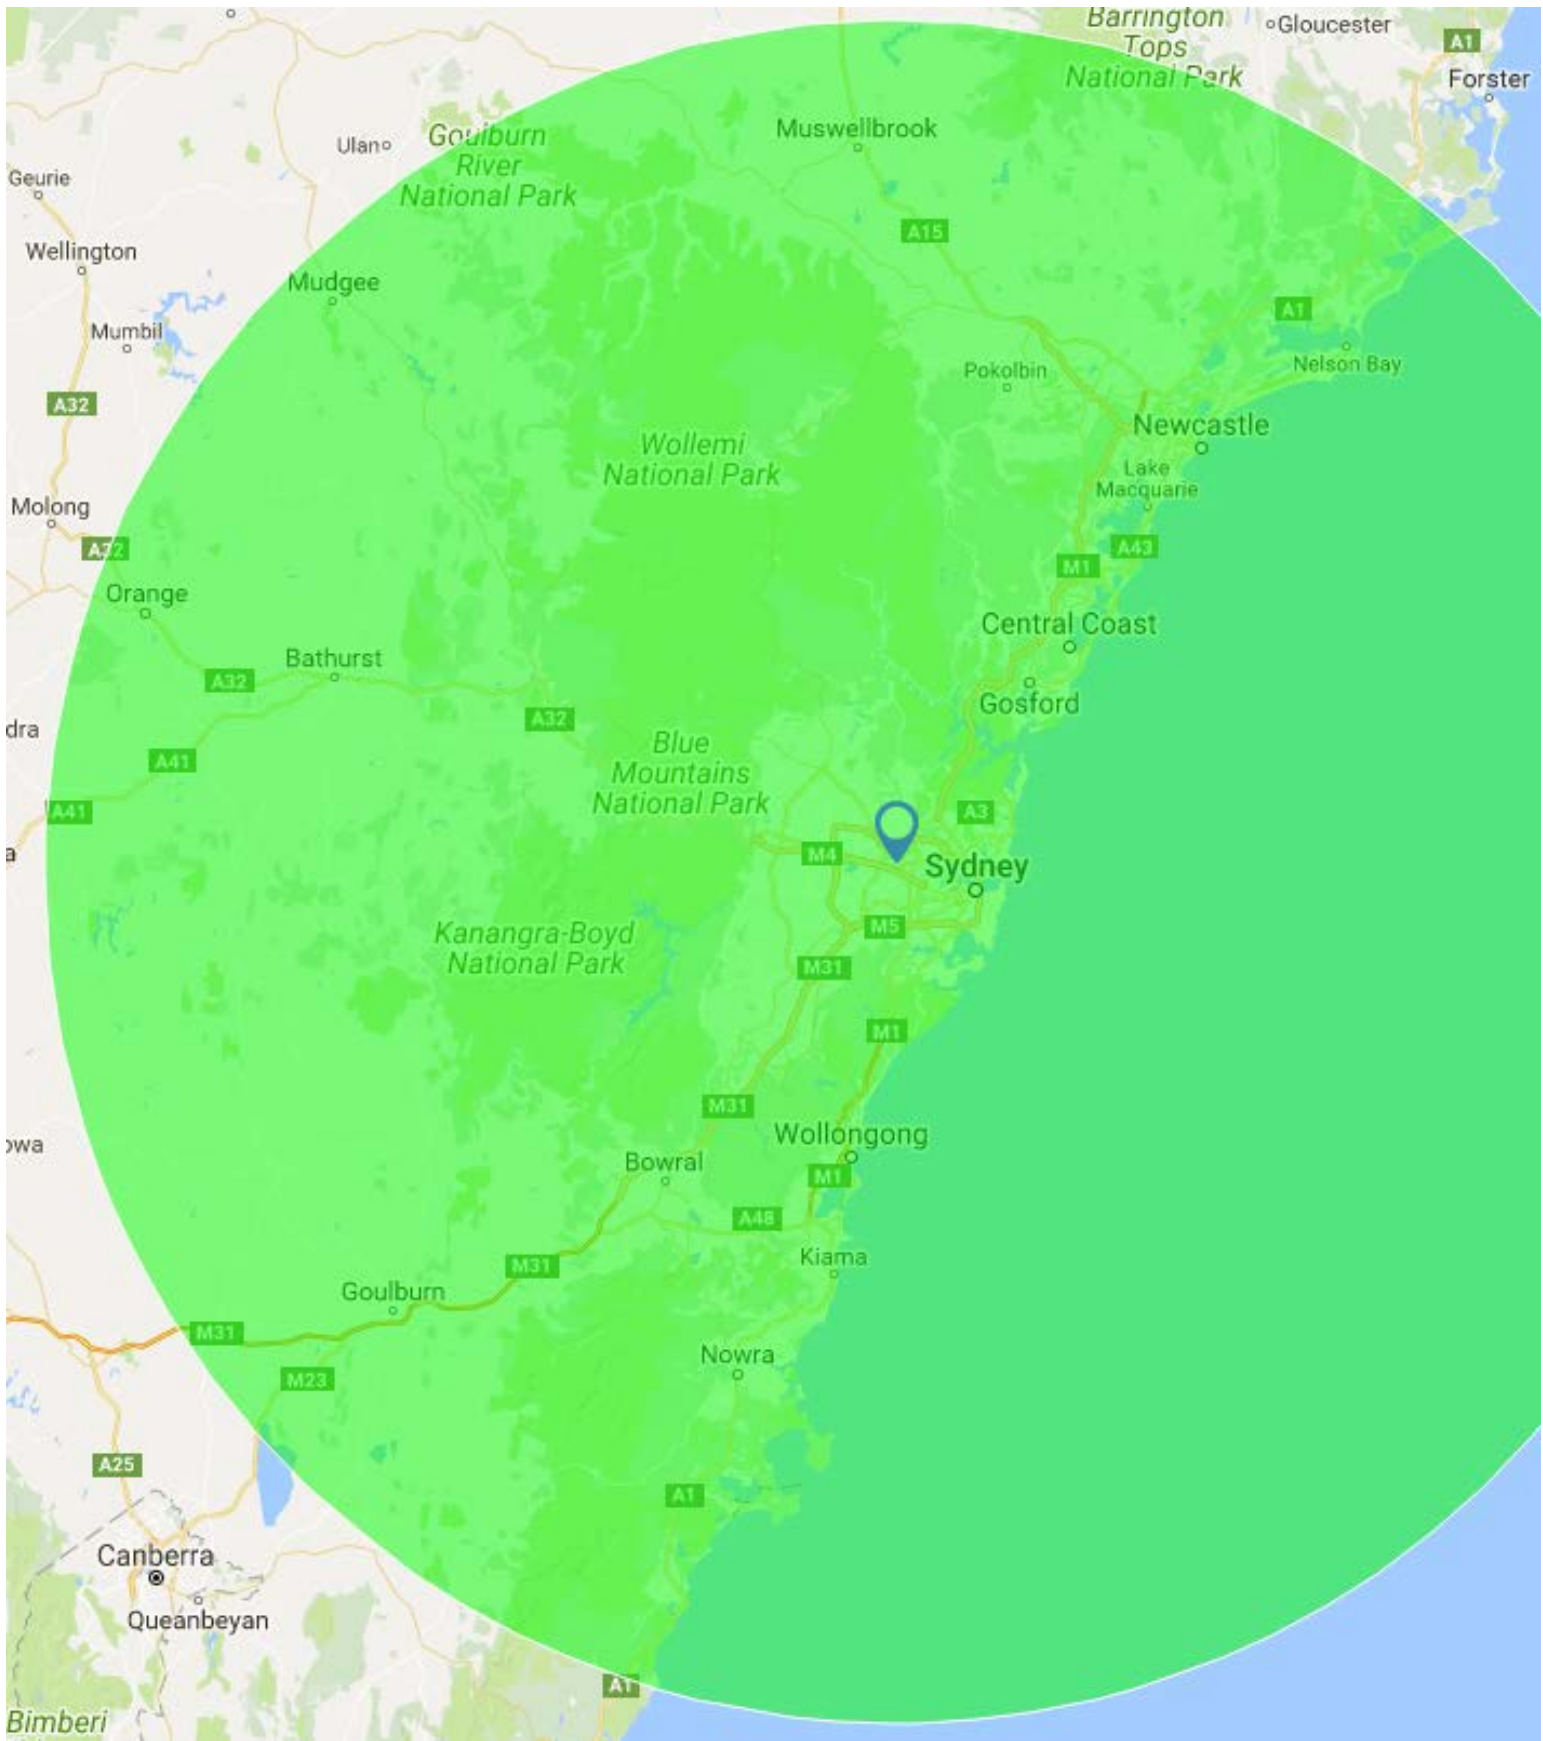 Barrington
Tops
National Park
Gloucester
A1
Forster
Muswellbrook
Ulan
Goulburn
River
National Park
Geurie
A15
Wellington
Mudgee
A1
Mumbil
Nelson Bay
Pokolbin
A32
Newcastle
Wollemi
National Park
Lake
Macquarie
Molong
A32
A43
M1
Orange
Central Coast
Bathurst
A32
Gosford
A32
dra
Blue
Mountains
National Park
A41
A41
A3
a
M4
Sydney
M5
Kanangra-Boyd
National Park
M31
M1
M31
Wollongong
owa
Bowral
M1
A48
Kiama
M31
Goulburn
M31
Nowra
M23
A25
A1
Canberra
Queanbeyan
A1
Bimberi